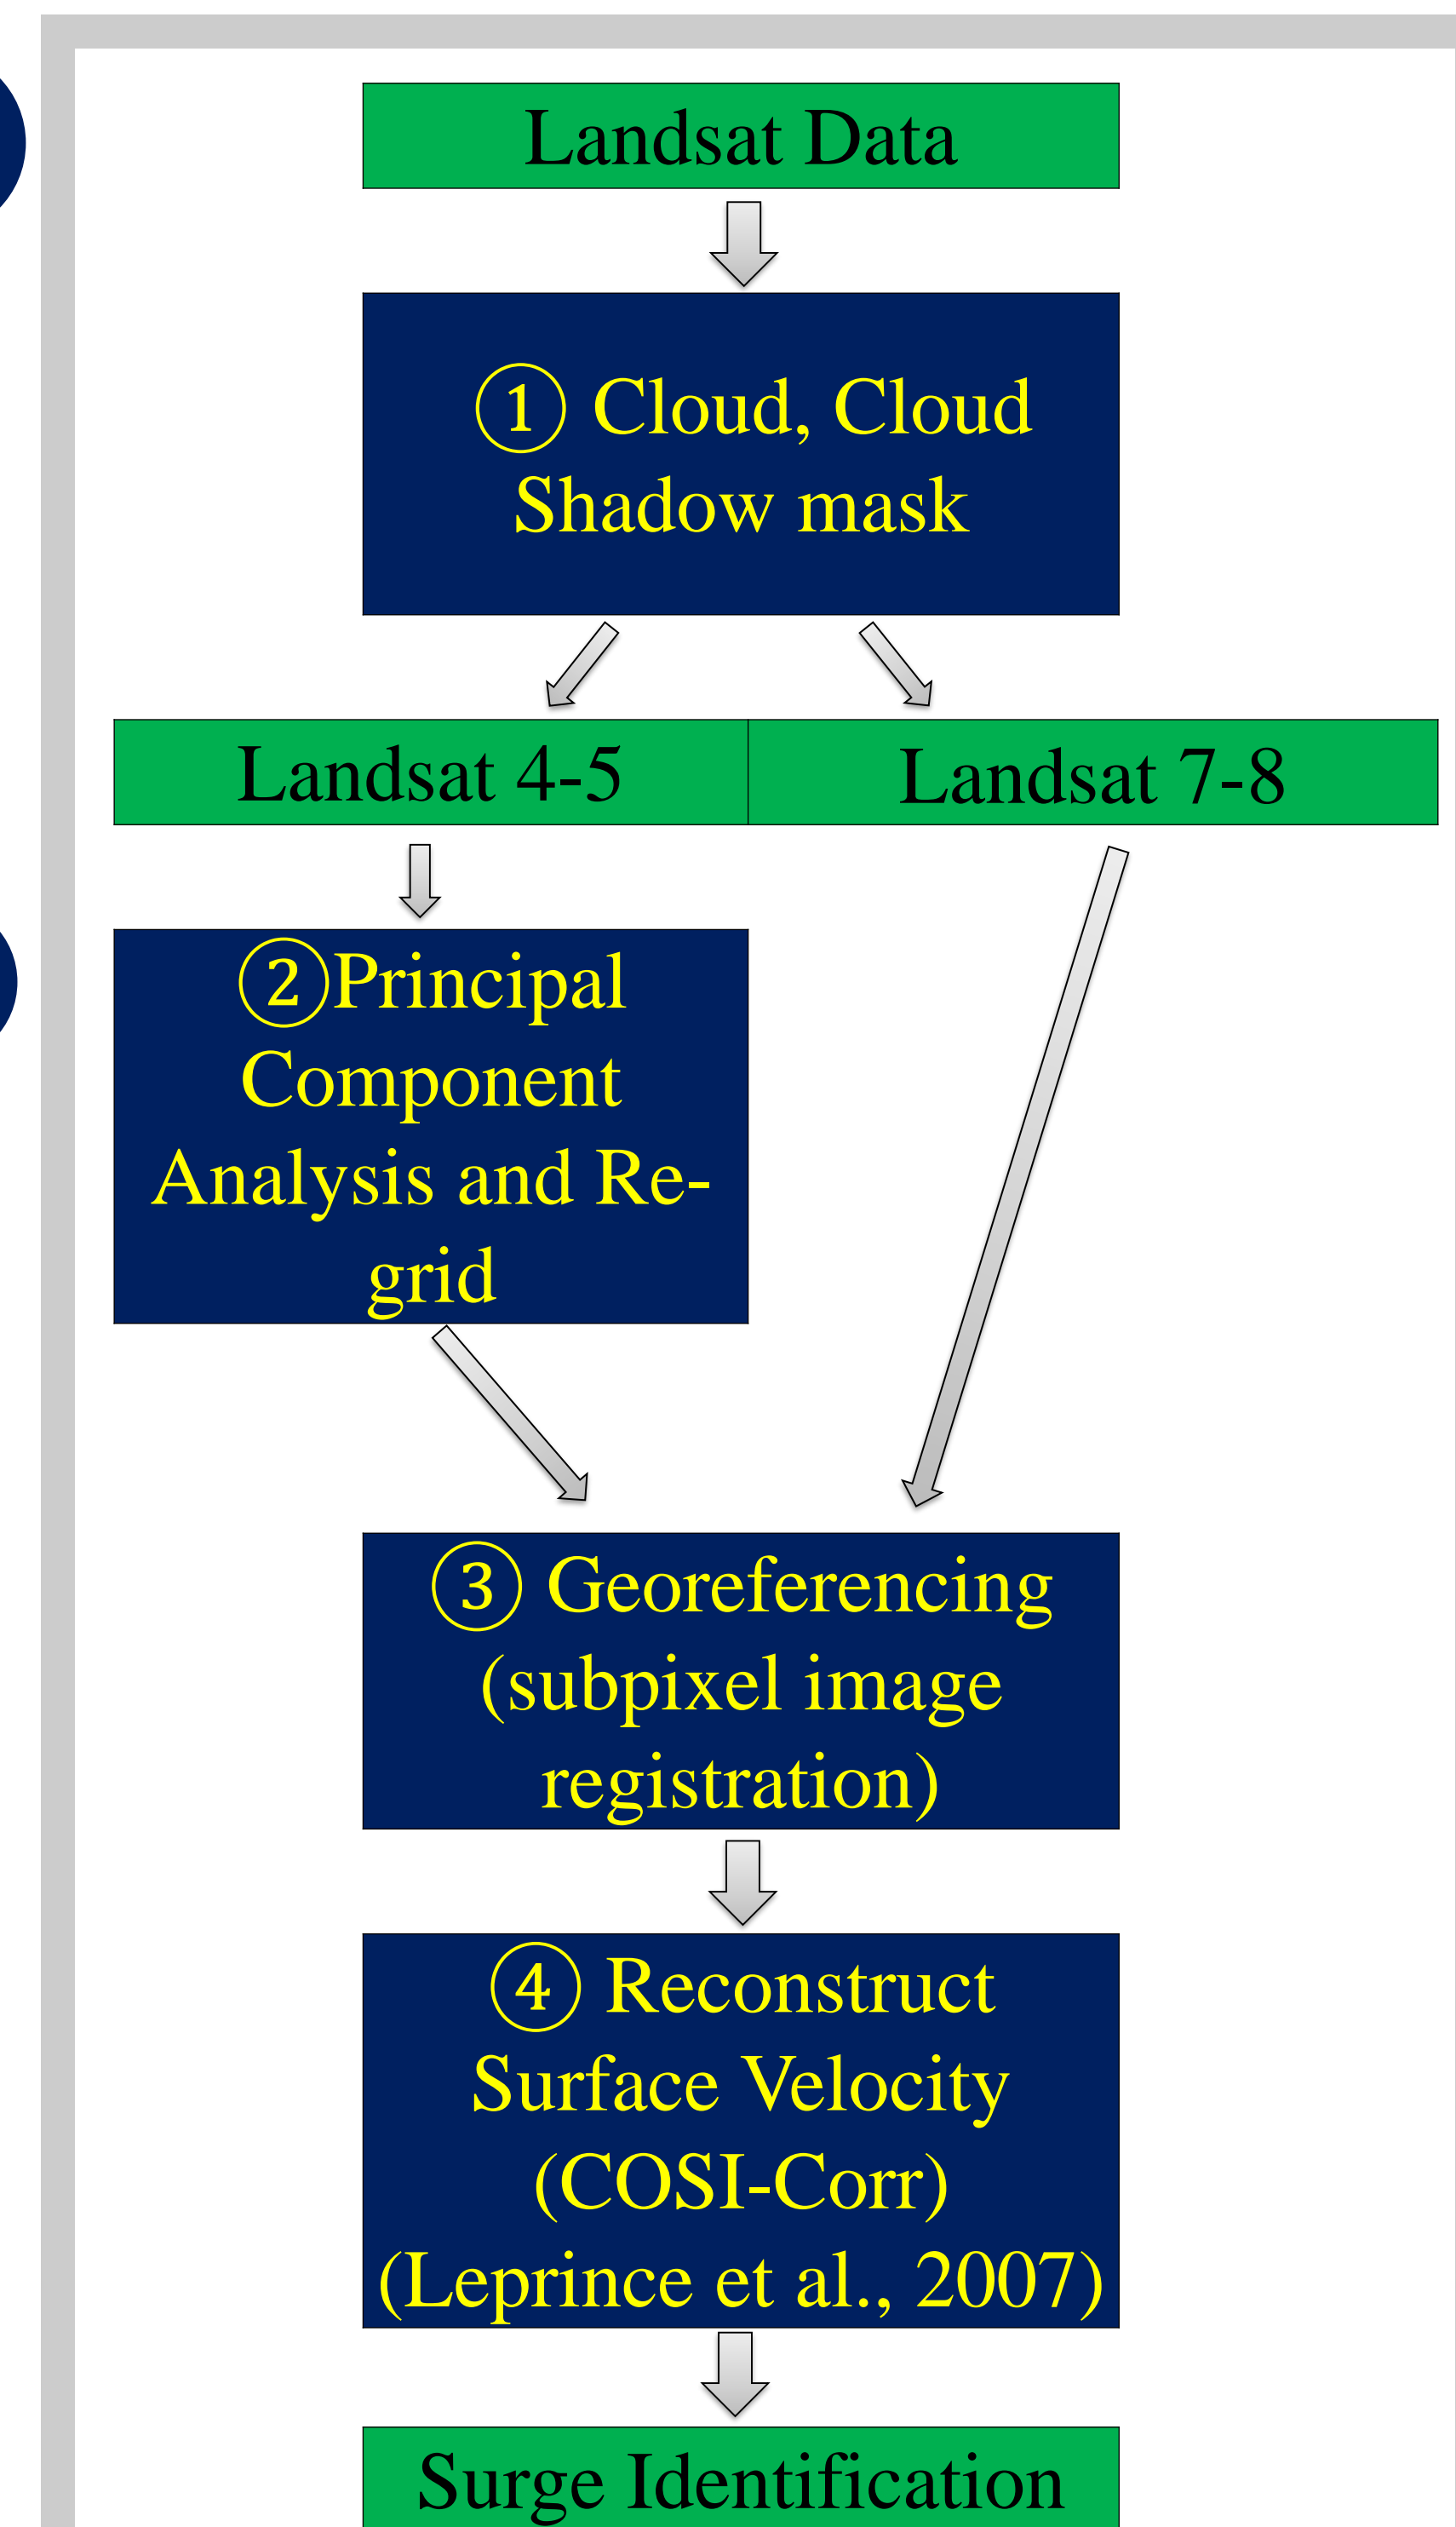 Landsat Data
① Cloud, Cloud
Shadow mask
Landsat 4-5
Landsat 7-8
②Principal
Component
Analysis and Re-
grid
③ Georeferencing
(subpixel image
registration)
④ Reconstruct
Surface Velocity
(COSI-Corr)
(Leprince et al., 2007)
Surge Identification